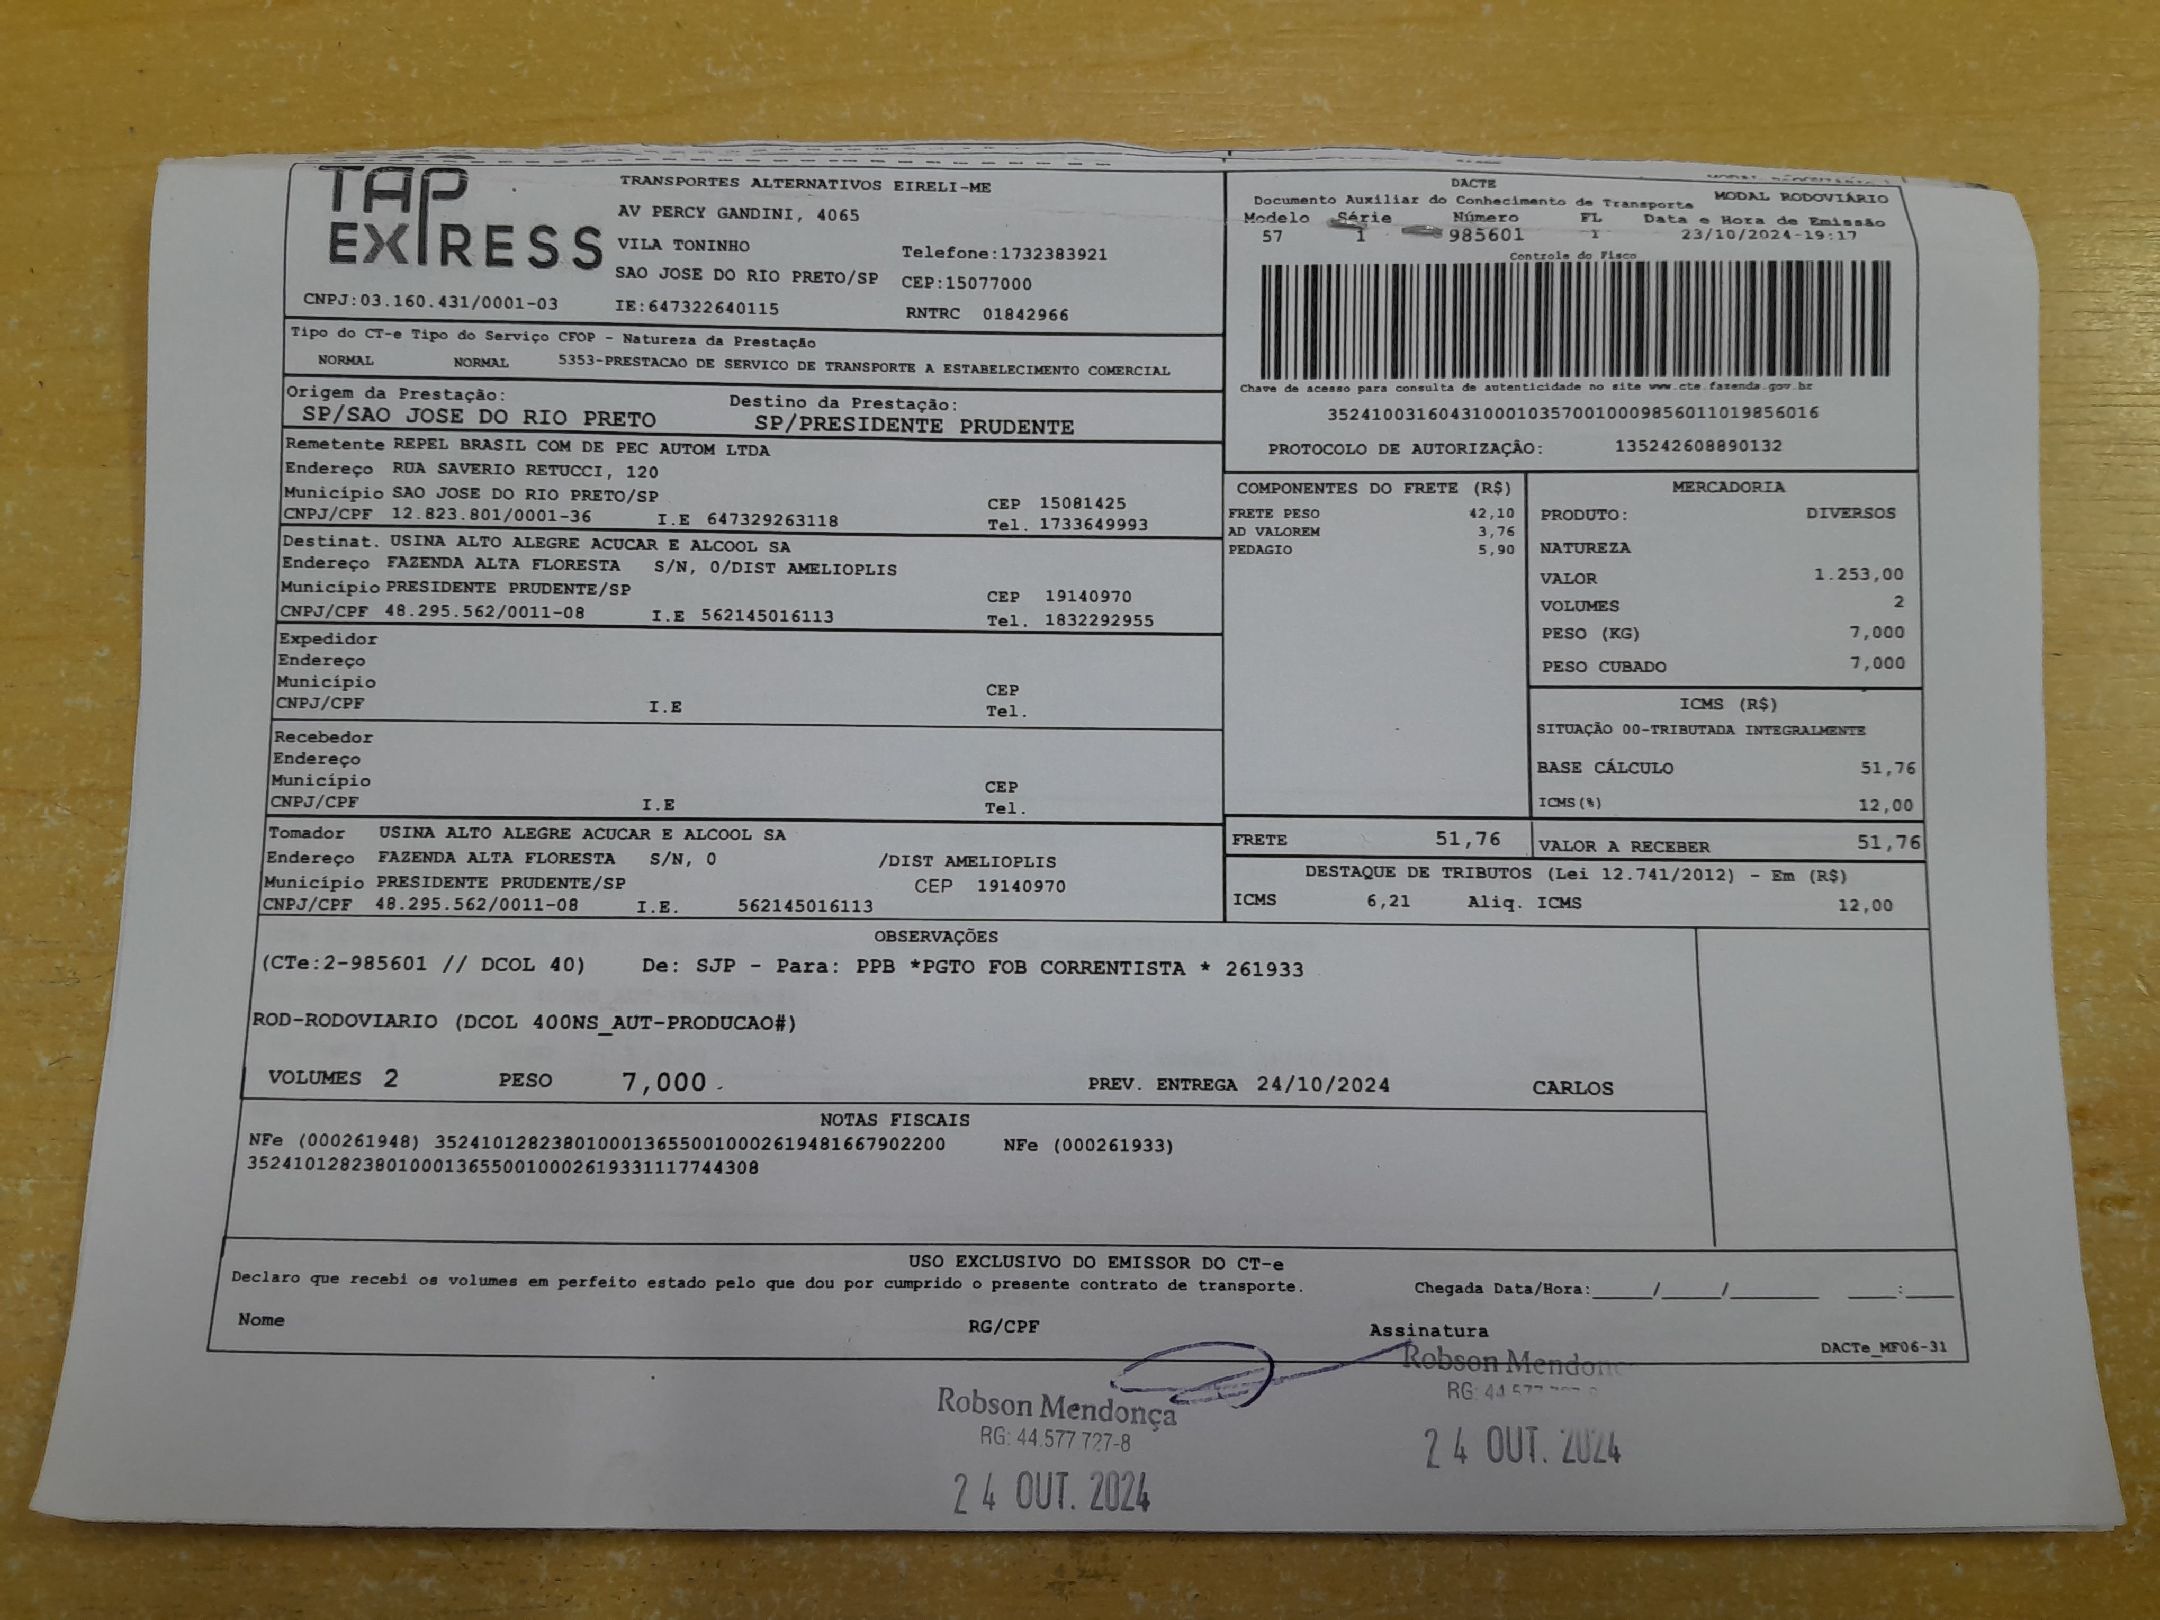 TAP EXPRESS
TRANSPORTES ALTERNATIVOS EIRELI-ME
AV PERCY GANDINI, 4065
VILA TONINHO
Telefone:1732383921
SAO JOSE DO RIO PRETO/SP CEP:15077000
CNPJ:03.160.431/0001-03 IE:647322640115 RNTRC 01842966
DACTE
Documento Auxiliar do Conhecimento de Transporte MODAL RODOVIÁRIO
Modelo Série Número FL Data e Hora de Emissão
57 1 985601 1 23/10/2024-19:17
Controle do Fisco
Chave de acesso para consulta de autenticidade no site www.cte.fazenda.gov.br
35241003160431000103570010009856011019856016
PROTOCOLO DE AUTORIZAÇÃO: 135242608890132
Tipo do CT-e Tipo do Serviço CFOP - Natureza da Prestação
NORMAL NORMAL 5353-PRESTACAO DE SERVICO DE TRANSPORTE A ESTABELECIMENTO COMERCIAL
Origem da Prestação: Destino da Prestação:
SP/SAO JOSE DO RIO PRETO SP/PRESIDENTE PRUDENTE
Remetente REPEL BRASIL COM DE PEC AUTOM LTDA
Endereço RUA SAVERIO RETUCCI, 120
Município SAO JOSE DO RIO PRETO/SP CEP 15081425
CNPJ/CPF 12.823.801/0001-36 I.E 647329263118 Tel. 1733649993
Destinat. USINA ALTO ALEGRE ACUCAR E ALCOOL SA
Endereço FAZENDA ALTA FLORESTA S/N, 0/DIST AMELIOPLIS
Município PRESIDENTE PRUDENTE/SP CEP 19140970
CNPJ/CPF 48.295.562/0011-08 I.E 562145016113 Tel. 1832292955
Expedidor
Endereço
Município CEP
CNPJ/CPF I.E Tel.
Recebedor
Endereço
Município CEP
CNPJ/CPF I.E Tel.
Tomador USINA ALTO ALEGRE ACUCAR E ALCOOL SA
Endereço FAZENDA ALTA FLORESTA S/N, 0 /DIST AMELIOPLIS
Município PRESIDENTE PRUDENTE/SP CEP 19140970
CNPJ/CPF 48.295.562/0011-08 I.E. 562145016113
COMPONENTES DO FRETE (R$)
FRETE PESO 42,10
AD VALOREM 3,76
PEDAGIO 5,90
MERCADORIA
PRODUTO: DIVERSOS
NATUREZA
VALOR 1.253,00
VOLUMES 2
PESO (KG) 7,000
PESO CUBADO 7,000
ICMS (R$)
SITUAÇÃO 00-TRIBUTADA INTEGRALMENTE
BASE CÁLCULO 51,76
ICMS(%) 12,00
FRETE 51,76 VALOR A RECEBER 51,76
DESTAQUE DE TRIBUTOS (Lei 12.741/2012) - Em (R$)
ICMS 6,21 Aliq. ICMS 12,00
OBSERVAÇÕES
(CTe:2-985601 // DCOL 40) De: SJP - Para: PPB *PGTO FOB CORRENTISTA * 261933
ROD-RODOVIARIO (DCOL 400NS_AUT-PRODUCAO#)
VOLUMES 2 PESO 7,000 PREV. ENTREGA 24/10/2024 CARLOS
NOTAS FISCAIS
NFe (000261948) 35241012823801000136550010002619481667902200 NFe (000261933)
35241012823801000136550010002619331117744308
USO EXCLUSIVO DO EMISSOR DO CT-e
Declaro que recebi os volumes em perfeito estado pelo que dou por cumprido o presente contrato de transporte. Chegada Data/Hora:____/____/______ ___:___
Nome RG/CPF Assinatura
DACTe_MF06-31
Robson Mendonça
RG: 44.577.727-8
24 OUT. 2024
Robson
RG: 44.577
24 OUT. 2024